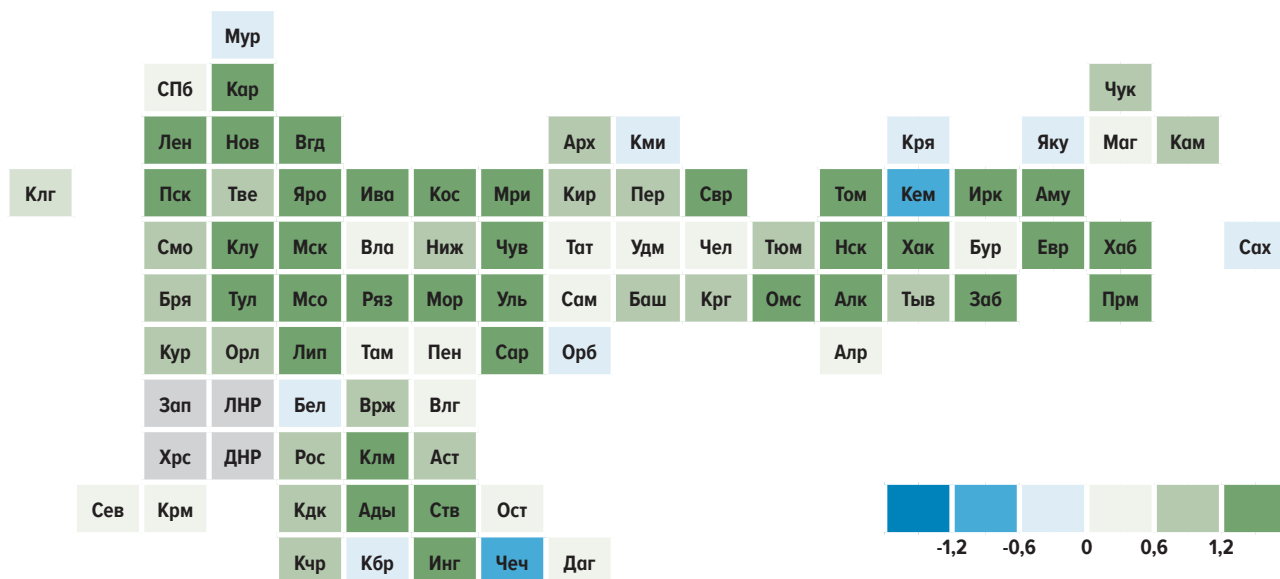 Мур
СПб Кар Чук
Лен Нов Вгд Арх Кми Кря Яку Маг Кам
Клг Пск Тве Яро Ива Кос Мри Кир Пер Свр Том Кем Ирк Аму
Смо Клу Мск Вла Ниж Чув Тат Удм Чел Тюм Нск Хак Бур Евр Хаб Сах
Бря Тул Мсо Ряз Мор Уль Сам Баш Крг Омс Алк Тыв Заб Прм
Кур Орл Лип Там Пен Сар Орб Алр
Зап ЛНР Бел Врж Влг
Хрс ДНР Рос Клм Аст
Сев Крм Кдк Ады Ств Ост
-1,2 -0,6 0 0,6 1,2
Кчр Кбр Инг Чеч Даг